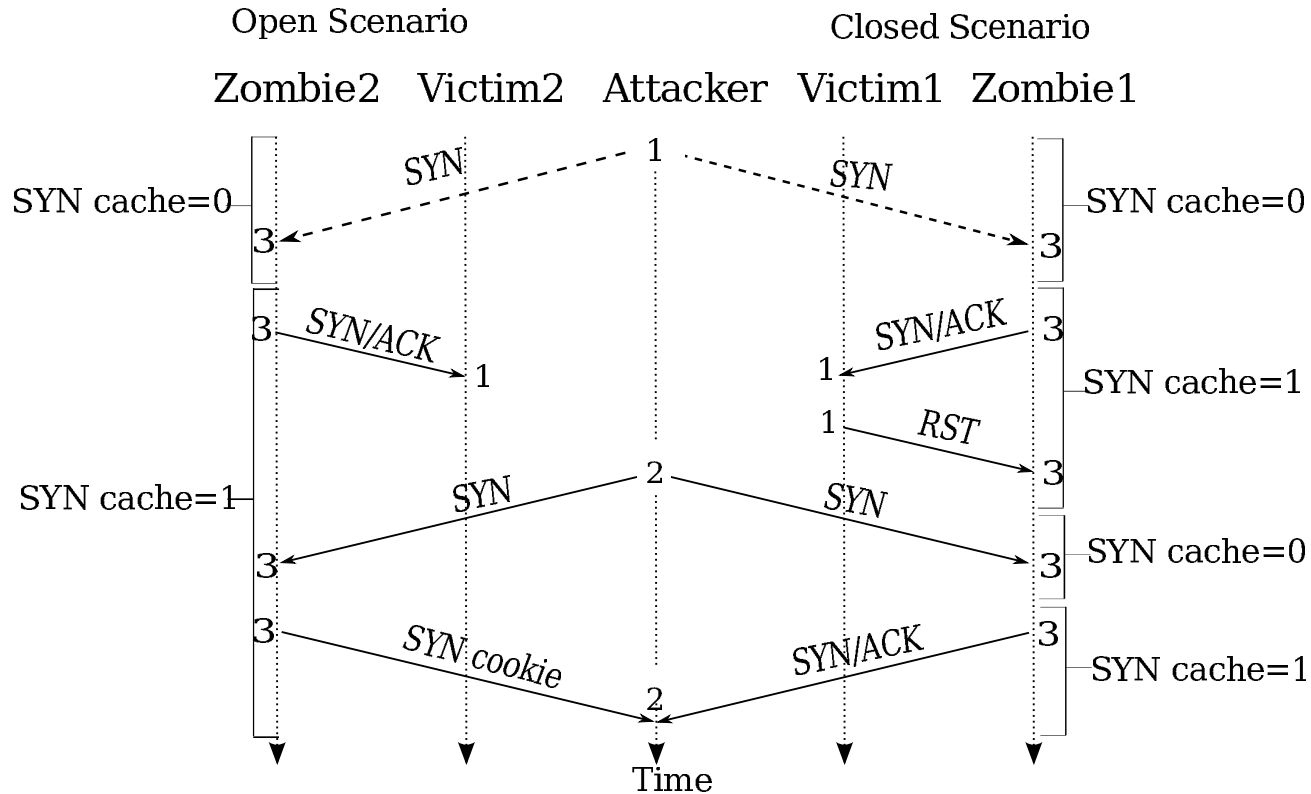 Open Scenario
Closed Scenario
Zombie2 Victim2 Attacker Victim1 Zombie1
SYN 1 SYN
SYN cache=0 SYN cache=0
3 3
3 SYN/ACK SYN/ACK 3
1 1
SYN cache=1
1 RST 3
SYN 2 SYN
SYN cache=1
3 3
SYN cache=0
3 SYN cookie SYN/ACK 3
SYN cache=1
2
Time